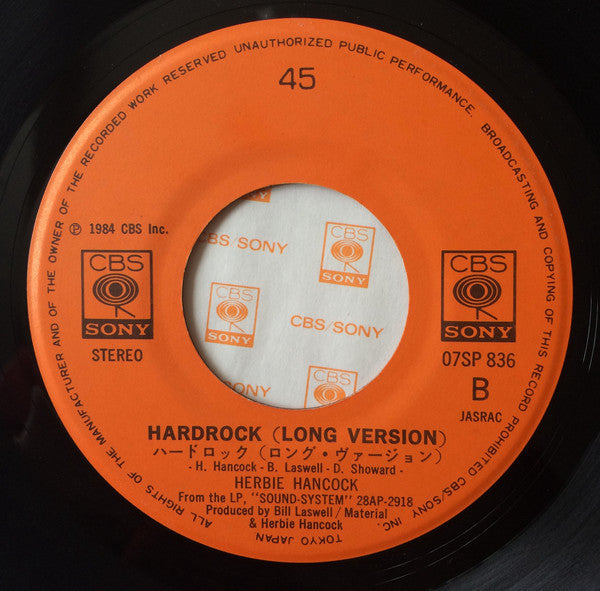 ALL RIGHTS OF THE MANUFACTURER AND OF THE OWNER OF THE RECORDED WORK RESERVED UNAUTHORIZED PUBLIC PERFORMANCE. BROADCASTING AND COPYING OF THIS RECORD PROHIBITED CBS/SONY INC.
TOKYO JAPAN
45
Ⓟ 1984 CBS Inc.
CBS
SONY
STEREO
CBS/SONY
CBS
CBS
CBS/SONY
CBS
CBS
SONY
07SP 836
B
JASRAC
HARDROCK (LONG VERSION)
ハードロック (ロング・ヴァージョン)
- H. Hancock - B. Laswell - D. Showard -
HERBIE HANCOCK
From the LP, "SOUND-SYSTEM" 28AP-2918
Produced by Bill Laswell / Material
& Herbie Hancock